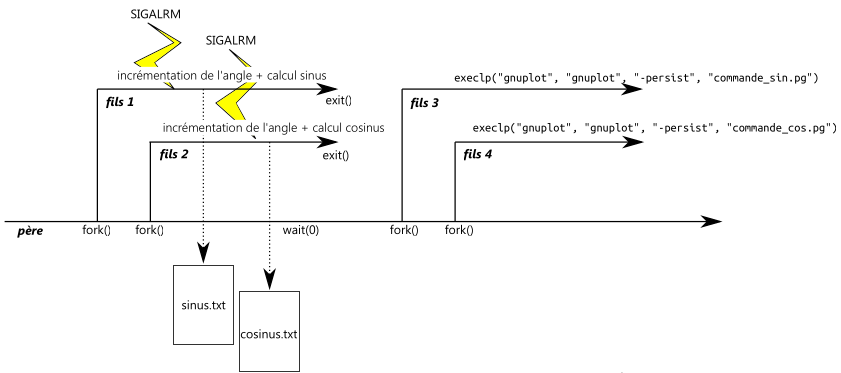 SIGALRM
SIGALRM
incrémentation de l'angle + calcul sinus
execlp("gnuplot", "gnuplot", "-persist", "commande_sin.pg")
fils 1
exit()
fils 3
incrémentation de l'angle + calcul cosinus
execlp("gnuplot", "gnuplot", "-persist", "commande_cos.pg")
fils 2
exit()
fils 4
père
fork()
fork()
wait(0)
fork()
fork()
sinus.txt
cosinus.txt